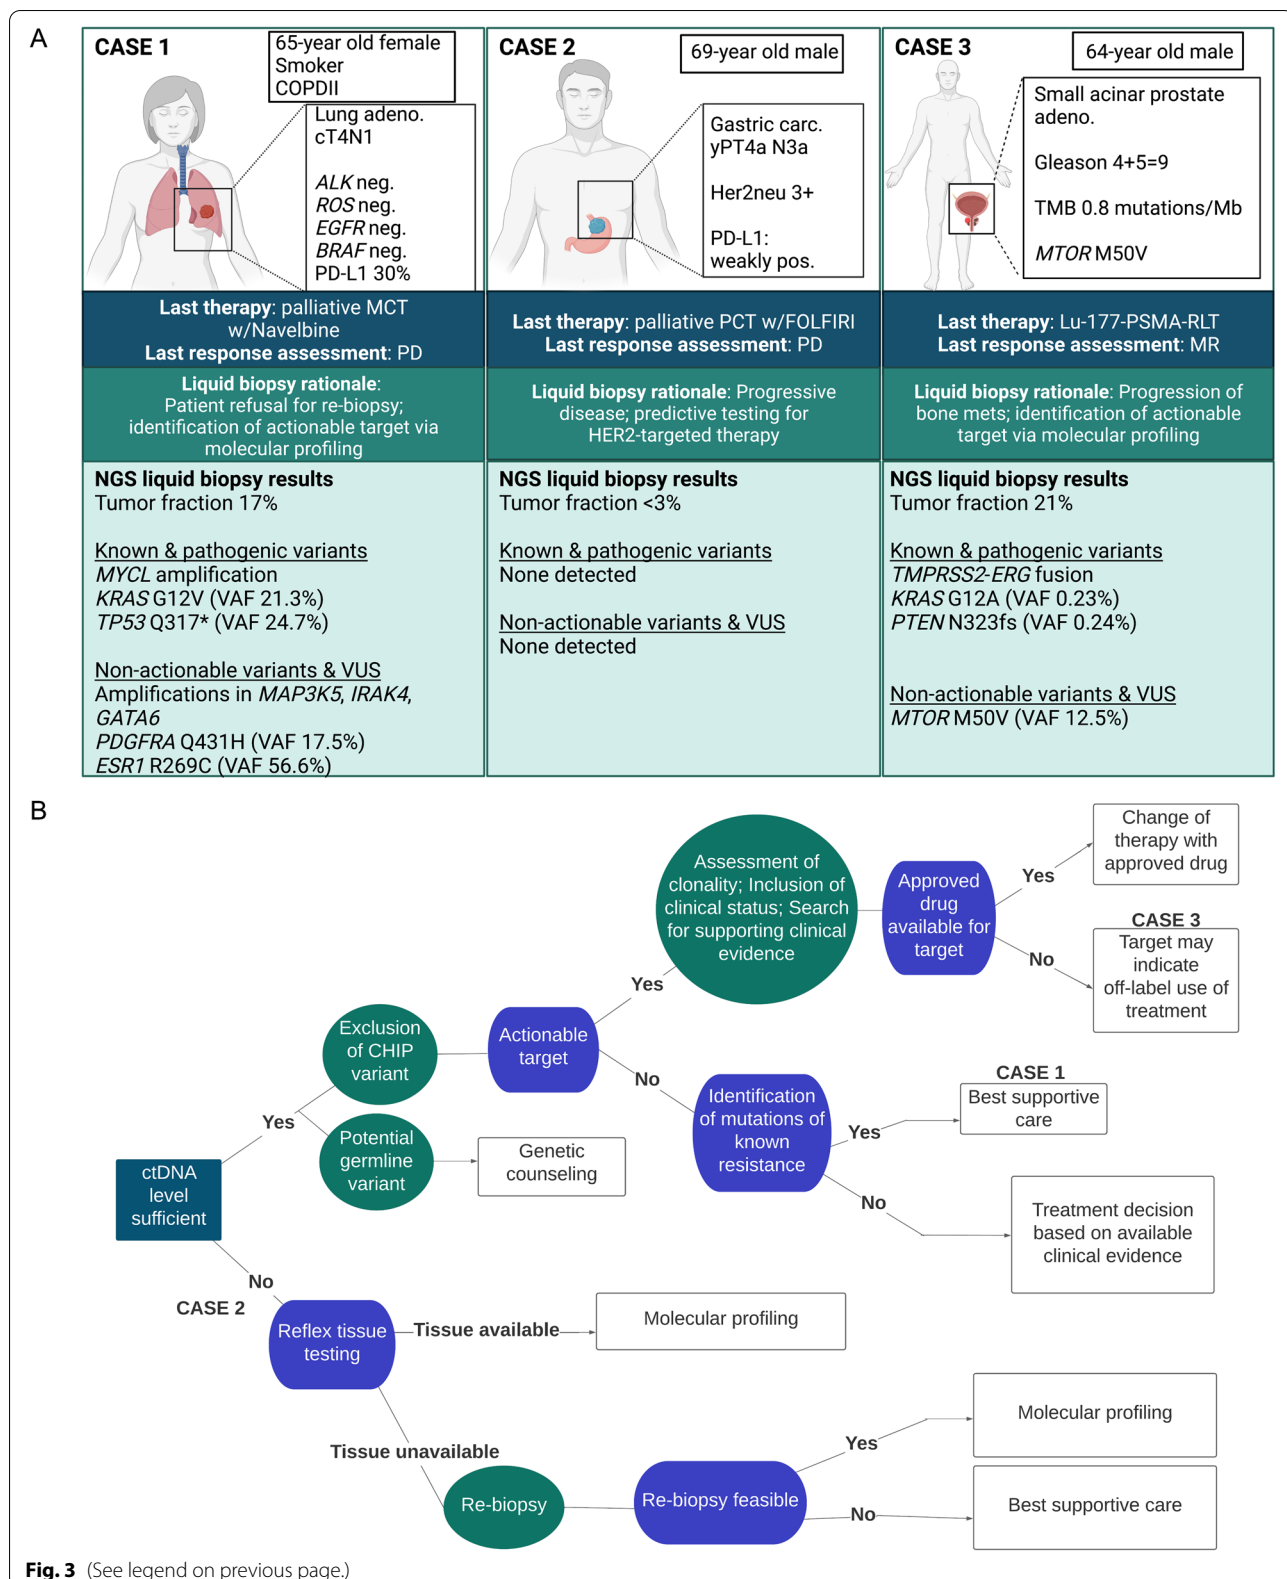 A
CASE 1
65-year old female
Smoker
COPDII
Lung adeno.
cT4N1
ALK neg.
ROS neg.
EGFR neg.
BRAF neg.
PD-L1 30%
Last therapy: palliative MCT
w/Navelbine
Last response assessment: PD
Liquid biopsy rationale:
Patient refusal for re-biopsy;
identification of actionable target via
molecular profiling
NGS liquid biopsy results
Tumor fraction 17%
Known & pathogenic variants
MYCL amplification
KRAS G12V (VAF 21.3%)
TP53 Q317* (VAF 24.7%)
Non-actionable variants & VUS
Amplifications in MAP3K5, IRAK4,
GATA6
PDGFRA Q431H (VAF 17.5%)
ESR1 R269C (VAF 56.6%)
CASE 2
69-year old male
Gastric carc.
yPT4a N3a
Her2neu 3+
PD-L1:
weakly pos.
Last therapy: palliative PCT w/FOLFIRI
Last response assessment: PD
Liquid biopsy rationale: Progressive
disease; predictive testing for
HER2-targeted therapy
NGS liquid biopsy results
Tumor fraction <3%
Known & pathogenic variants
None detected
Non-actionable variants & VUS
None detected
CASE 3
64-year old male
Small acinar prostate
adeno.
Gleason 4+5=9
TMB 0.8 mutations/Mb
MTOR M50V
Last therapy: Lu-177-PSMA-RLT
Last response assessment: MR
Liquid biopsy rationale: Progression of
bone mets; identification of actionable
target via molecular profiling
NGS liquid biopsy results
Tumor fraction 21%
Known & pathogenic variants
TMPRSS2-ERG fusion
KRAS G12A (VAF 0.23%)
PTEN N323fs (VAF 0.24%)
Non-actionable variants & VUS
MTOR M50V (VAF 12.5%)
B
ctDNA
level
sufficient
Yes
Exclusion
of CHIP
variant
Potential
germline
variant
Genetic
counseling
Actionable
target
Yes
Assessment of
clonality; Inclusion of
clinical status; Search
for supporting clinical
evidence
Approved
drug
available for
target
Yes
Change of
therapy with
approved drug
No
CASE 3
Target may
indicate
off-label use of
treatment
No
Identification
of mutations of
known
resistance
Yes
CASE 1
Best supportive
care
No
Treatment decision
based on available
clinical evidence
No
CASE 2
Reflex tissue
testing
Tissue available
Molecular profiling
Tissue unavailable
Re-biopsy
Re-biopsy feasible
Yes
Molecular profiling
No
Best supportive care
Fig. 3 (See legend on previous page.)